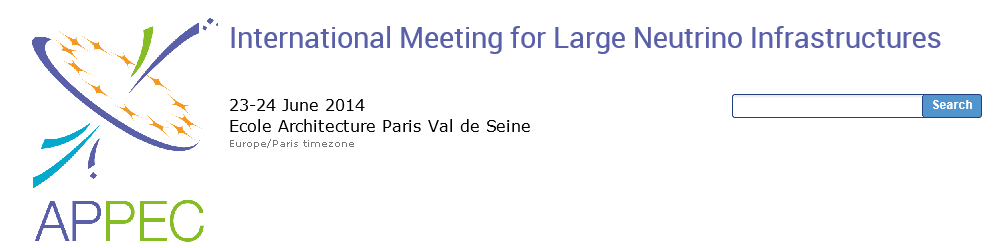 International Meeting for Large Neutrino Infrastructures
23-24 June 2014
Ecole Architecture Paris Val de Seine
Europe/Paris timezone
Search
APPEC